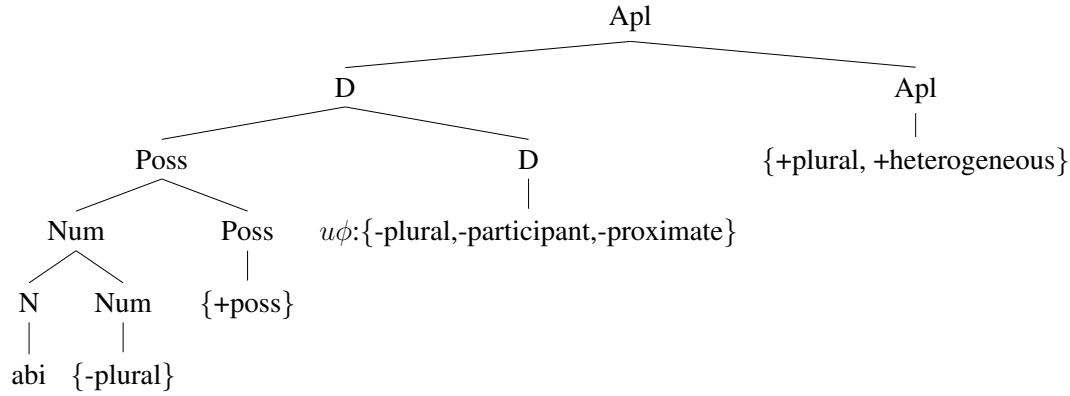 Apl
D Apl
Poss D {+plural, +heterogeneous}
Num Poss uϕ:{-plural,-participant,-proximate}
N Num {+poss}
abi {-plural}